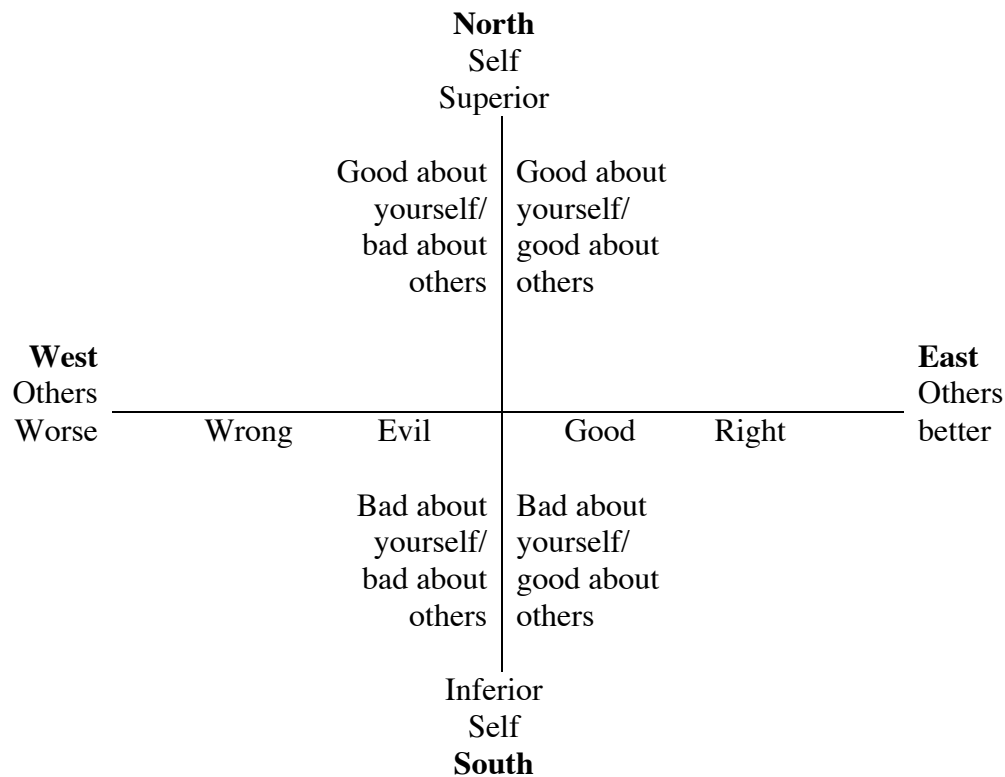 North
Self
Superior
Good about
yourself/
bad about
others
Good about
yourself/
good about
others
West
Others
Worse
East
Others
better
Wrong Evil Good Right
Bad about
yourself/
bad about
others
Bad about
yourself/
good about
others
Inferior
Self
South